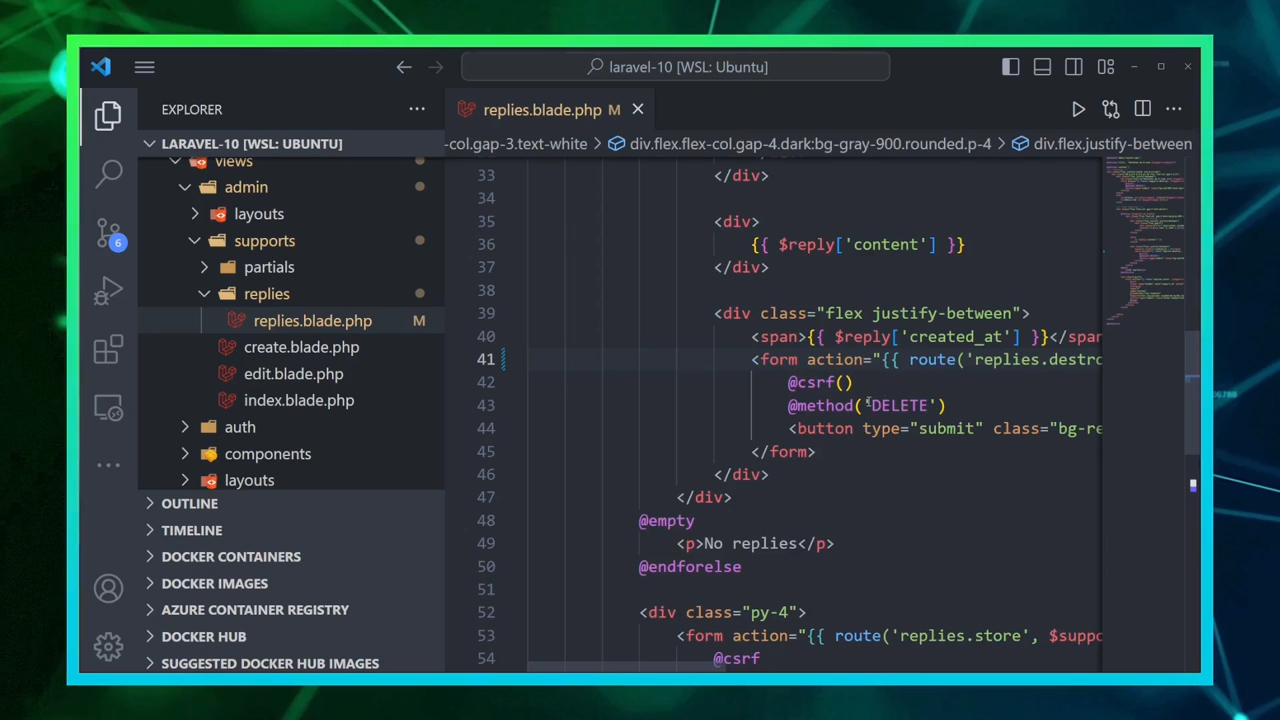 laravel-10 [WSL: Ubuntu]
EXPLORER
replies.blade.php M
LARAVEL-10 [WSL: UBUNTU]
-col.gap-3.text-white > div.flex.flex-col.gap-4.dark:bg-gray-900.rounded.p-4 > div.flex.justify-between
views
admin
layouts
supports
partials
replies
replies.blade.php M
create.blade.php
edit.blade.php
index.blade.php
auth
components
layouts
OUTLINE
TIMELINE
DOCKER CONTAINERS
DOCKER IMAGES
AZURE CONTAINER REGISTRY
DOCKER HUB
SUGGESTED DOCKER HUB IMAGES
6
33 </div>
34
35 <div>
36 {{ $reply['content'] }}
37 </div>
38
39 <div class="flex justify-between">
40 <span>{{ $reply['created_at'] }}</span
41 <form action="{{ route('replies.destro
42 @csrf()
43 @method('DELETE')
44 <button type="submit" class="bg-re
45 </form>
46 </div>
47 </div>
48 @empty
49 <p>No replies</p>
50 @endforelse
51
52 <div class="py-4">
53 <form action="{{ route('replies.store', $suppo
54 @csrf